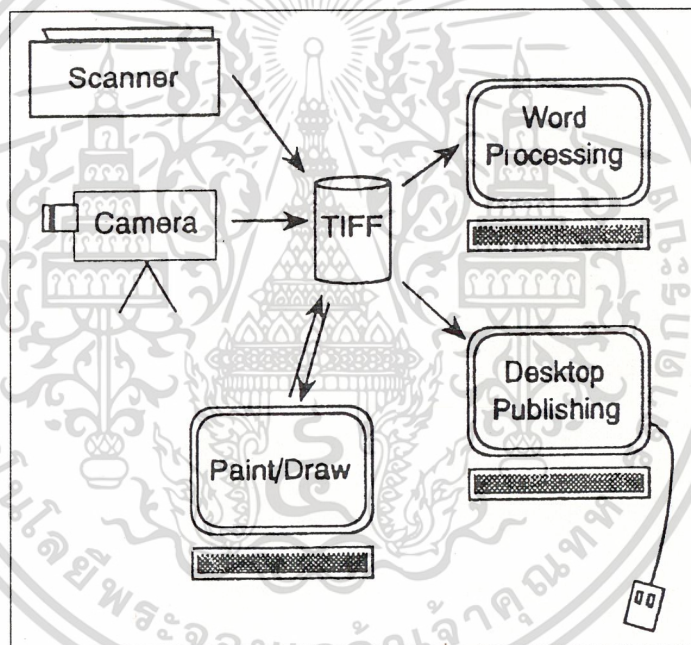 Scanner
Camera
TIFF
Word
Processing
Desktop
Publishing
Paint/Draw